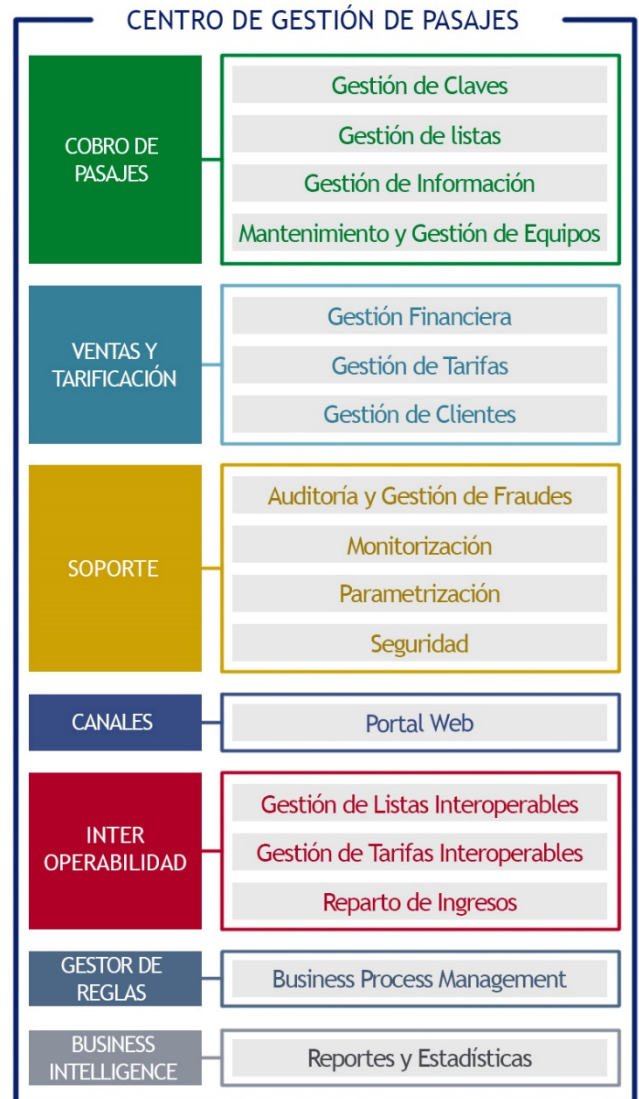 CENTRO DE GESTIÓN DE PASAJES
COBRO DE
PASAJES
Gestión de Claves
Gestión de listas
Gestión de Información
Mantenimiento y Gestión de Equipos
VENTAS Y
TARIFICACIÓN
Gestión Financiera
Gestión de Tarifas
Gestión de Clientes
SOPORTE
Auditoría y Gestión de Fraudes
Monitorización
Parametrización
Seguridad
CANALES
Portal Web
INTER
OPERABILIDAD
Gestión de Listas Interoperables
Gestión de Tarifas Interoperables
Reparto de Ingresos
GESTOR DE
REGLAS
Business Process Management
BUSINESS
INTELLIGENCE
Reportes y Estadísticas